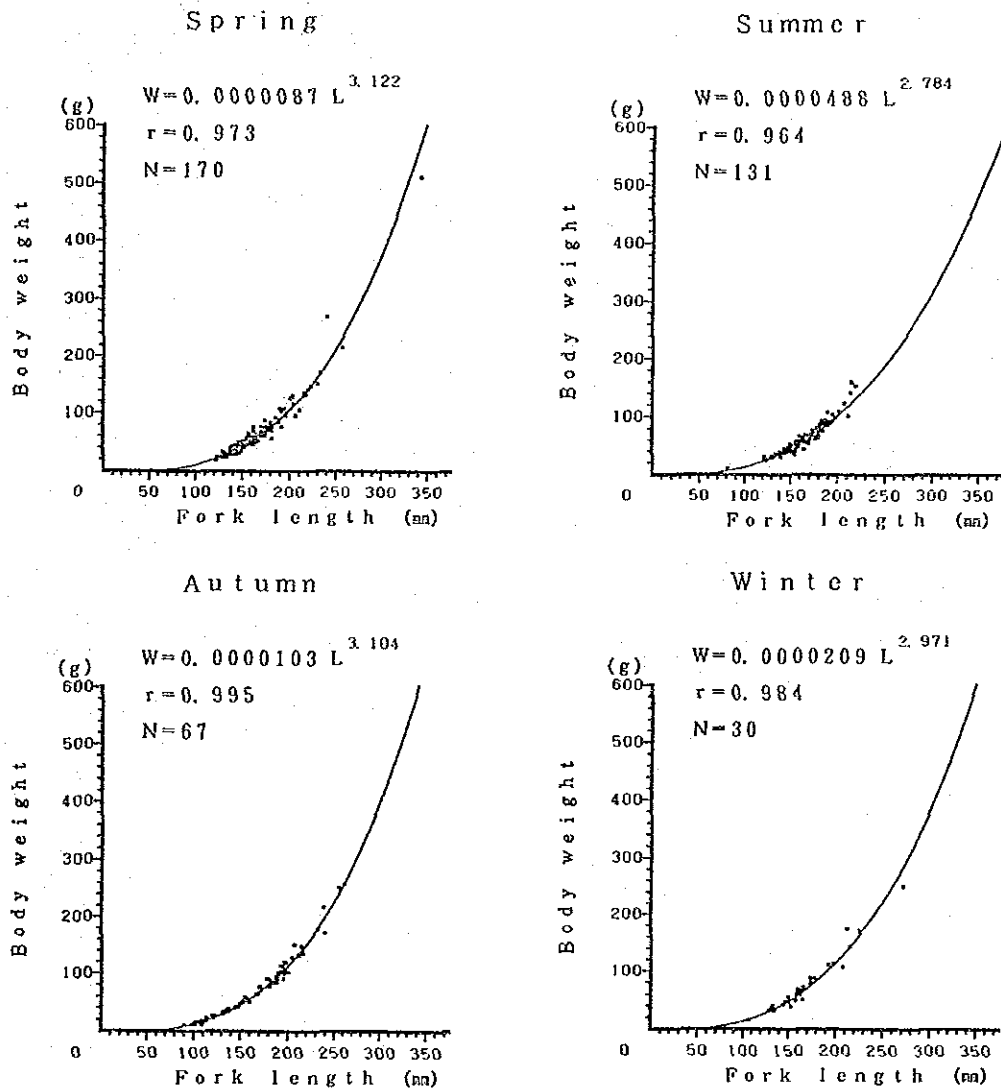 Spring
W=0.0000087 L^3.122
(g)
r=0.973
N=170
600
500
400
300
200
100
Body weight
0 50 100 150 200 250 300 350
Fork length (mm)
Summer
W=0.0000488 L^2.784
(g)
r=0.964
N=131
600
500
400
300
200
100
Body weight
0 50 100 150 200 250 300 350
Fork length (mm)
Autumn
W=0.0000103 L^3.104
(g)
r=0.995
N=67
600
500
400
300
200
100
Body weight
0 50 100 150 200 250 300 350
Fork length (mm)
Winter
W=0.0000209 L^2.971
(g)
r=0.984
N=30
600
500
400
300
200
100
Body weight
0 50 100 150 200 250 300 350
Fork length (mm)